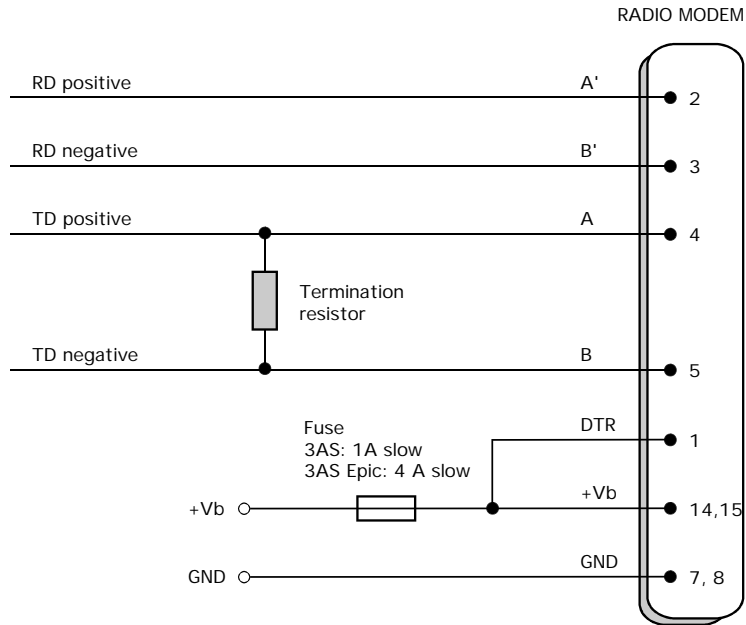 RADIO MODEM
RD positive A' 2
RD negative B' 3
TD positive A 4
Termination
resistor
TD negative B 5
Fuse
3AS: 1A slow
3AS Epic: 4 A slow
DTR 1
+Vb +Vb 14,15
GND GND 7, 8